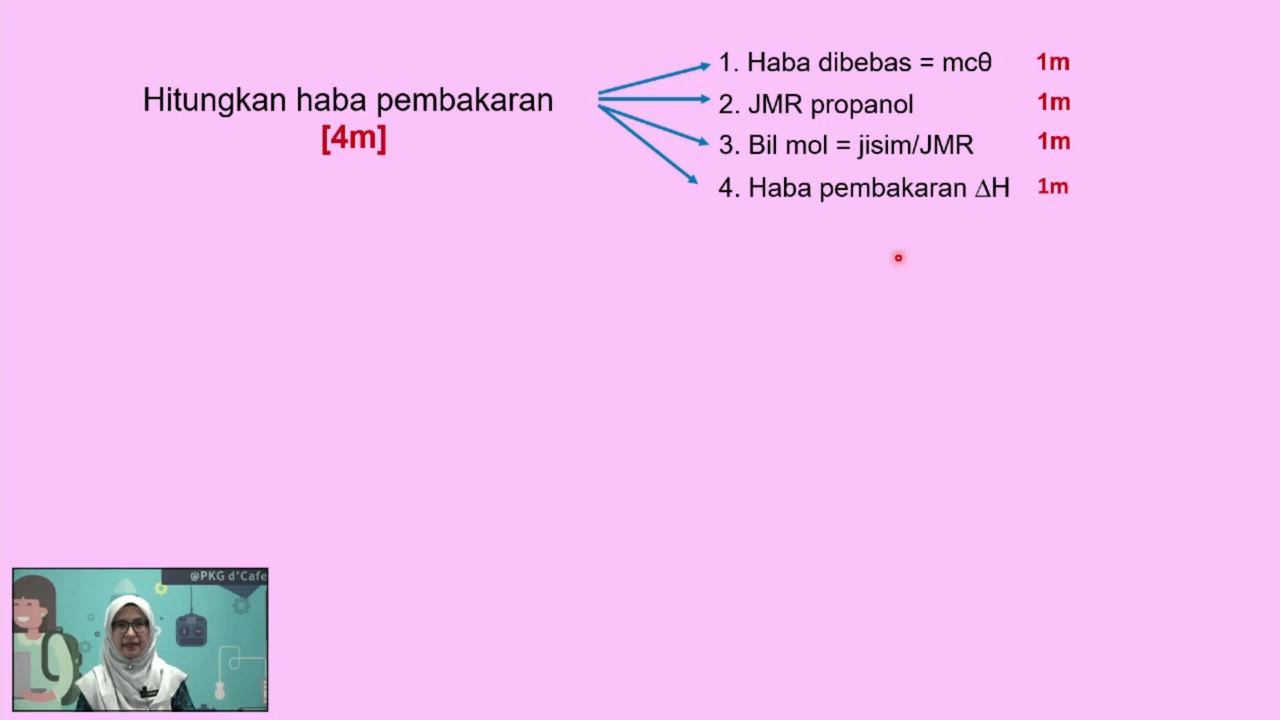 Hitungkan haba pembakaran
[4m]
1. Haba dibebas = mcθ 1m
2. JMR propanol 1m
3. Bil mol = jisim/JMR 1m
4. Haba pembakaran ∆H 1m
@PKG d'Cafe